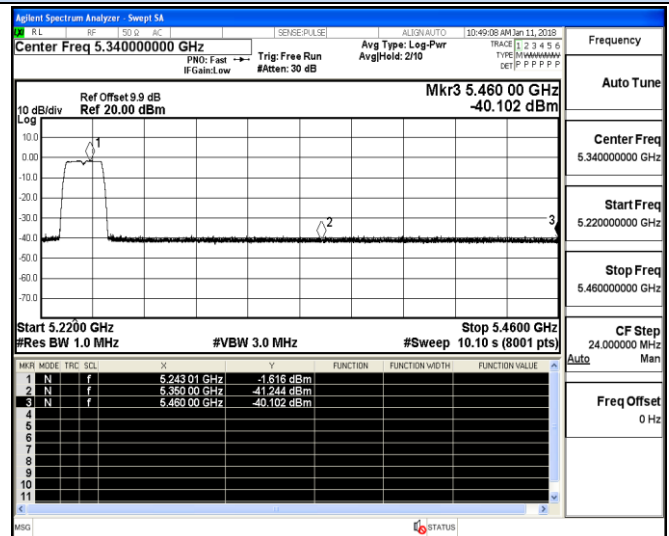 Agilent Spectrum Analyzer - Swept SA
RL RF 50 Ω AC SENSE:PULSE ALIGN AUTO 10:49:08 AM Jan 11, 2018
Center Freq 5.340000000 GHz
PNO: Fast
IFGain:Low
Trig: Free Run
#Atten: 30 dB
Avg Type: Log-Pwr
Avg|Hold: 2/10
TRACE 1 2 3 4 5 6
TYPE MWWWWW
DET P P P P P P
Ref Offset 9.9 dB
Ref 20.00 dBm
10 dB/div
Log
Mkr3 5.460 00 GHz
-40.102 dBm
10.0
0.00
-10.0
-20.0
-30.0
-40.0
-50.0
-60.0
-70.0
1
2
3
Start 5.2200 GHz Stop 5.4600 GHz
#Res BW 1.0 MHz #VBW 3.0 MHz #Sweep 10.10 s (8001 pts)
MKR MODE TRC SCL X Y FUNCTION FUNCTION WIDTH FUNCTION VALUE
1 N f 5.243 01 GHz -1.616 dBm
2 N f 5.350 00 GHz -41.244 dBm
3 N f 5.460 00 GHz -40.102 dBm
4
5
6
7
8
9
10
11
MSG STATUS
Frequency
Auto Tune
Center Freq
5.340000000 GHz
Start Freq
5.220000000 GHz
Stop Freq
5.460000000 GHz
CF Step
24.000000 MHz
Auto Man
Freq Offset
0 Hz